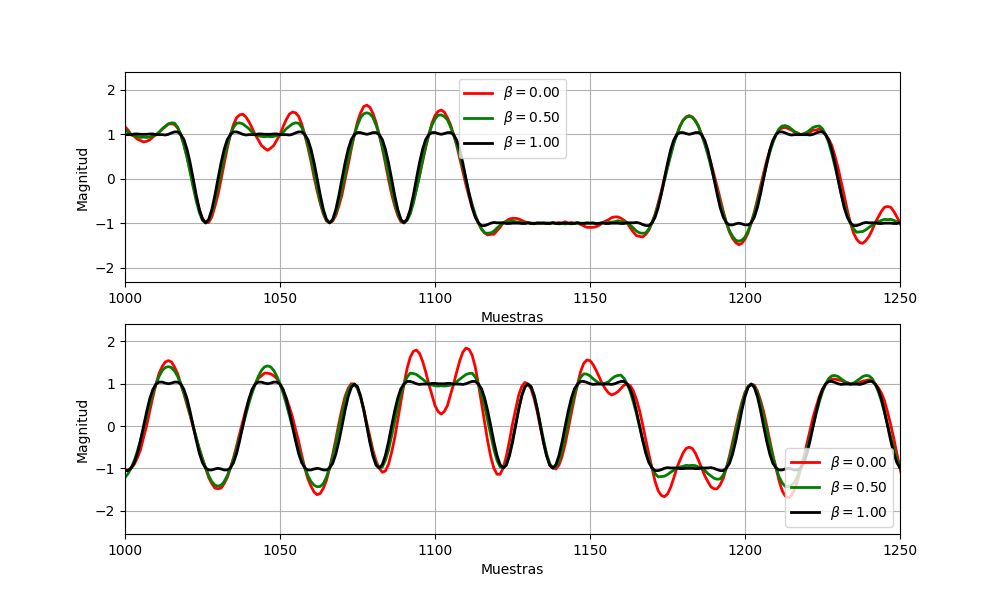 2
1
0
−1
−2
Magnitud
β = 0.00
β = 0.50
β = 1.00
1000 1050 1100 1150 1200 1250
Muestras
2
1
0
−1
−2
Magnitud
β = 0.00
β = 0.50
β = 1.00
1000 1050 1100 1150 1200 1250
Muestras